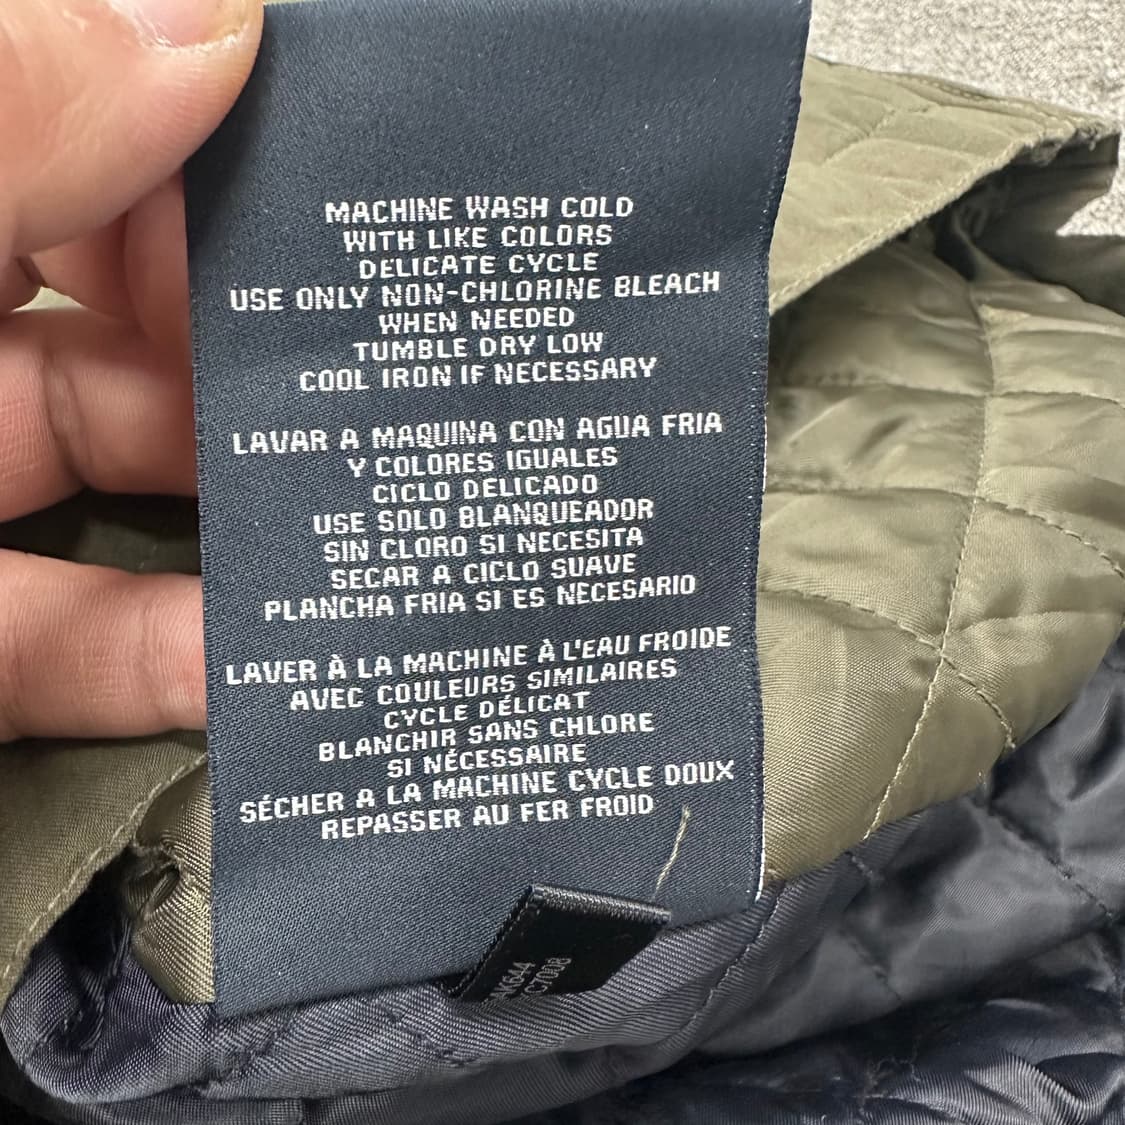 MACHINE WASH COLD
WITH LIKE COLORS
DELICATE CYCLE
USE ONLY NON-CHLORINE BLEACH
WHEN NEEDED
TUMBLE DRY LOW
COOL IRON IF NECESSARY
LAVAR A MAQUINA CON AGUA FRIA
Y COLORES IGUALES
CICLO DELICADO
USE SOLO BLANQUEADOR
SIN CLORO SI NECESITA
SECAR A CICLO SUAVE
PLANCHA FRIA SI ES NECESARIO
LAVER À LA MACHINE À L'EAU FROIDE
AVEC COULEURS SIMILAIRES
CYCLE DÉLICAT
BLANCHIR SANS CHLORE
SI NÉCESSAIRE
SÉCHER A LA MACHINE CYCLE DOUX
REPASSER AU FER FROID